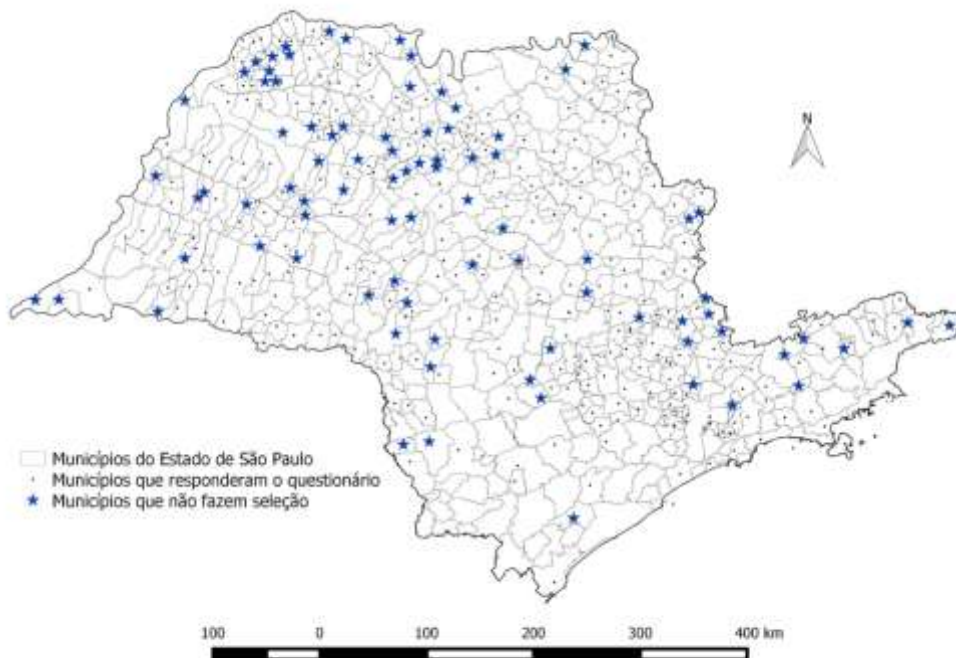 N
Municípios do Estado de São Paulo
Municípios que responderam o questionário
Municípios que não fazem seleção
100 0 100 200 300 400 km